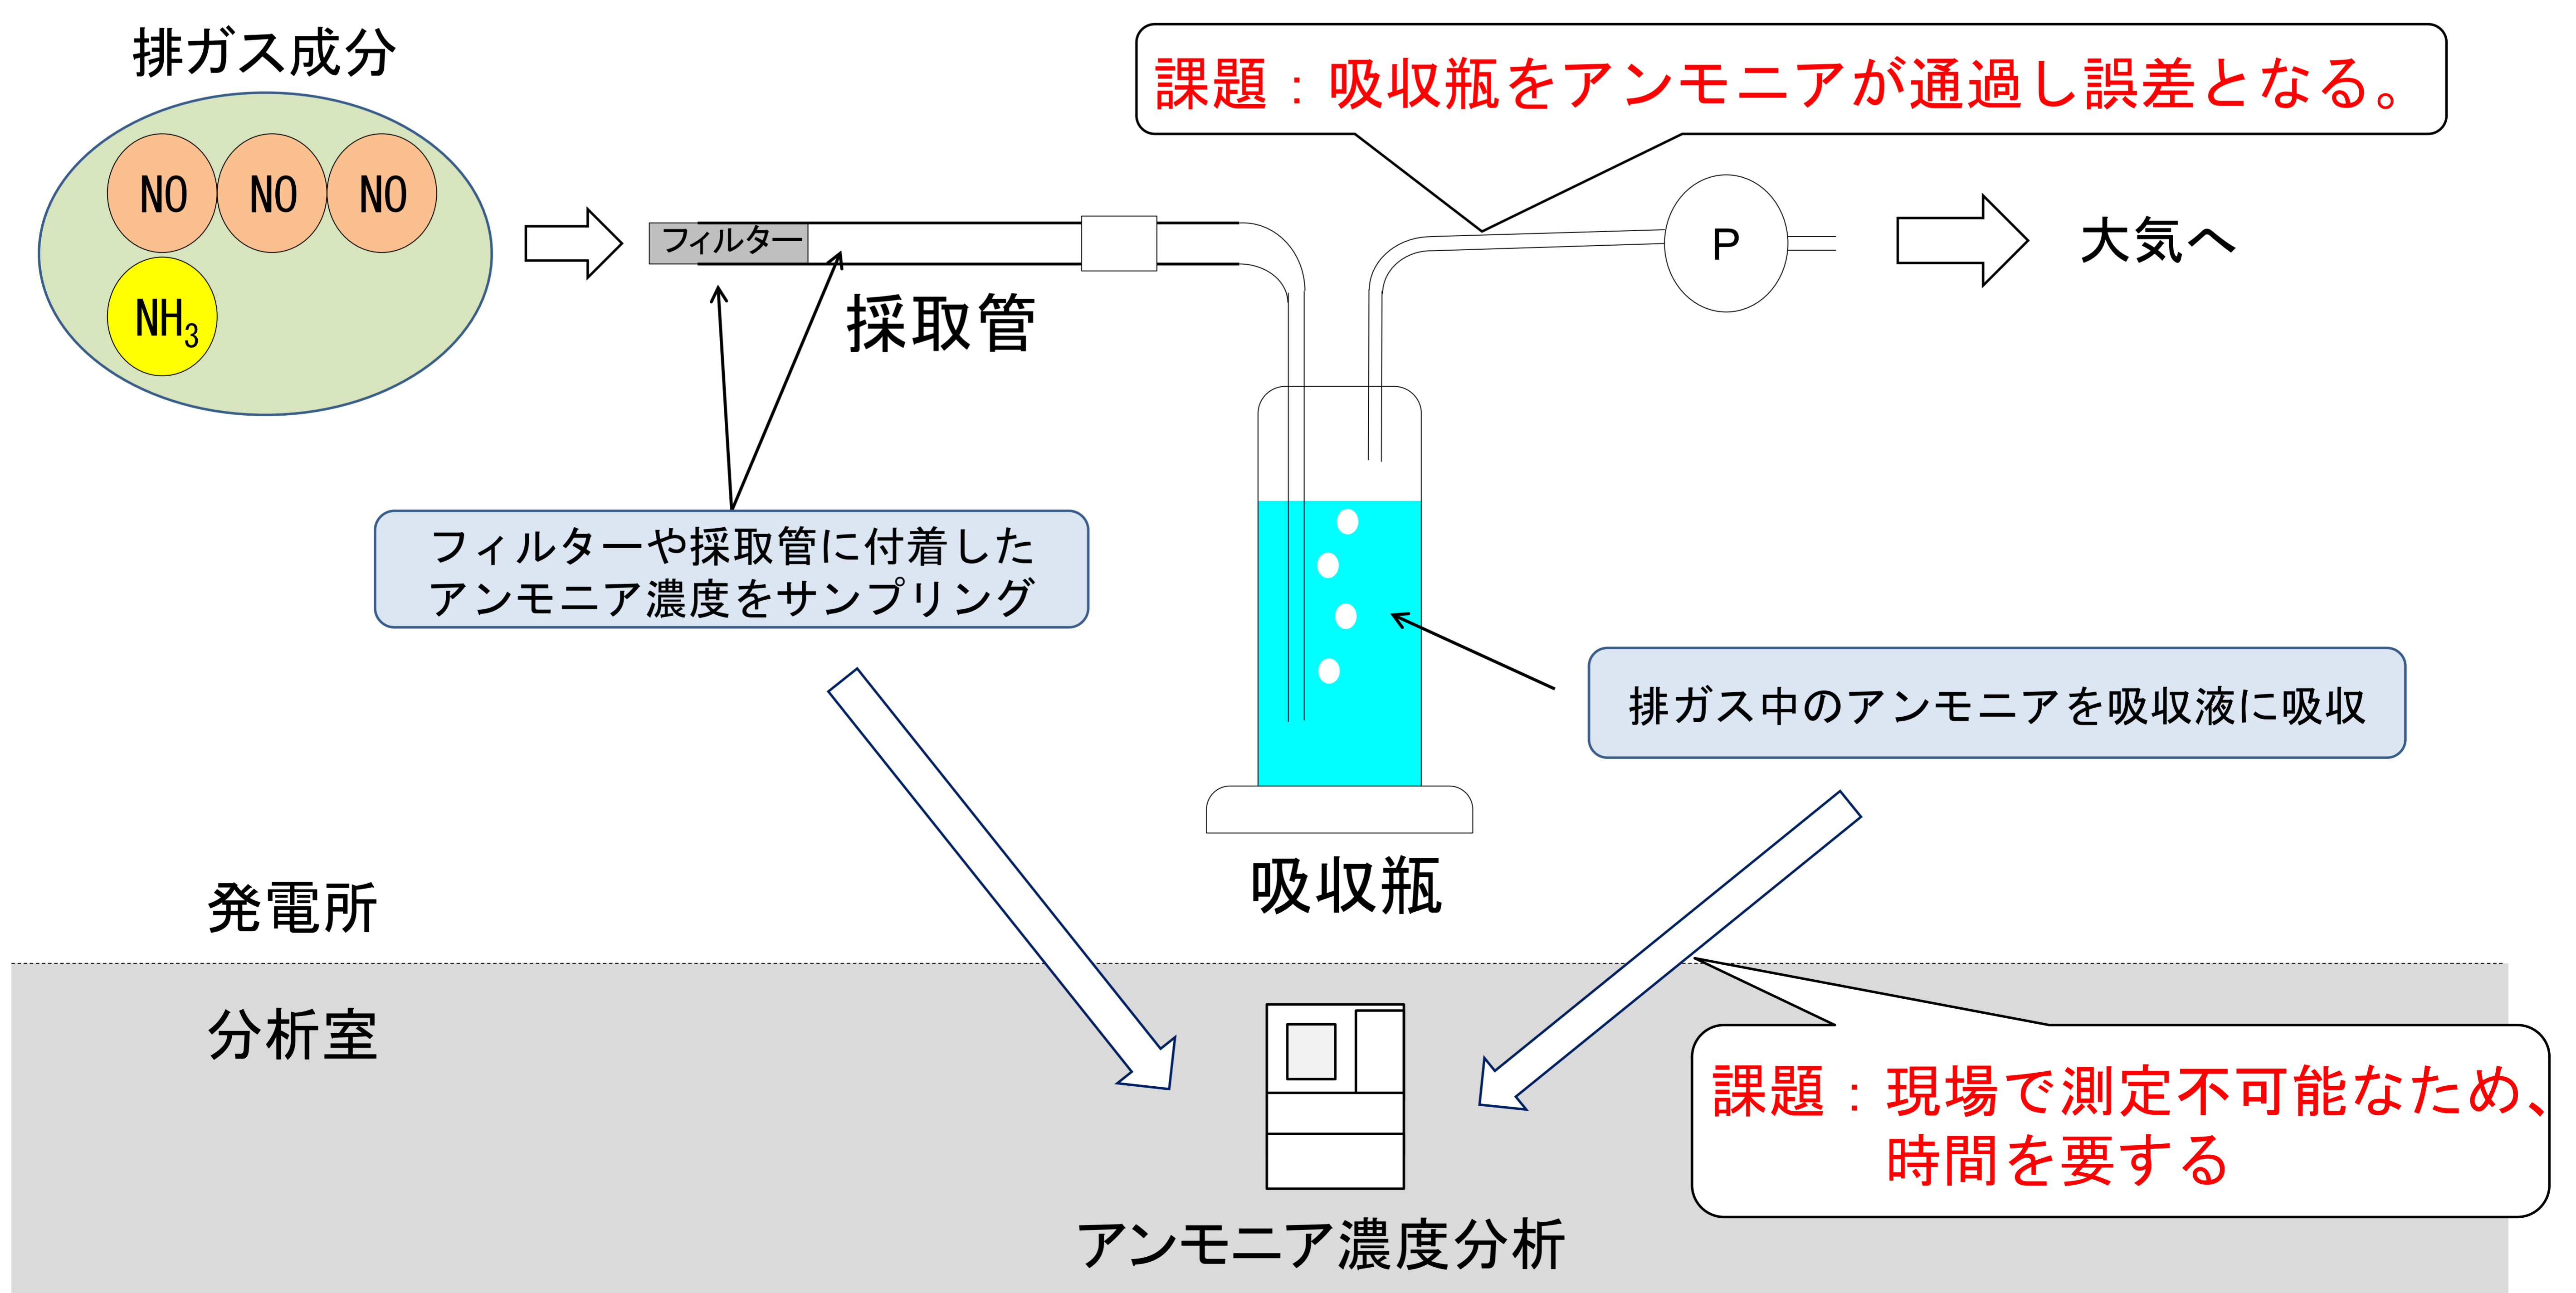 排ガス成分
課題：吸収瓶をアンモニアが通過し誤差となる。
NO NO NO
NH₃
フィルター
採取管
P
大気へ
フィルターや採取管に付着した
アンモニア濃度をサンプリング
排ガス中のアンモニアを吸収液に吸収
吸収瓶
発電所
分析室
課題：現場で測定不可能なため、
時間を要する
アンモニア濃度分析